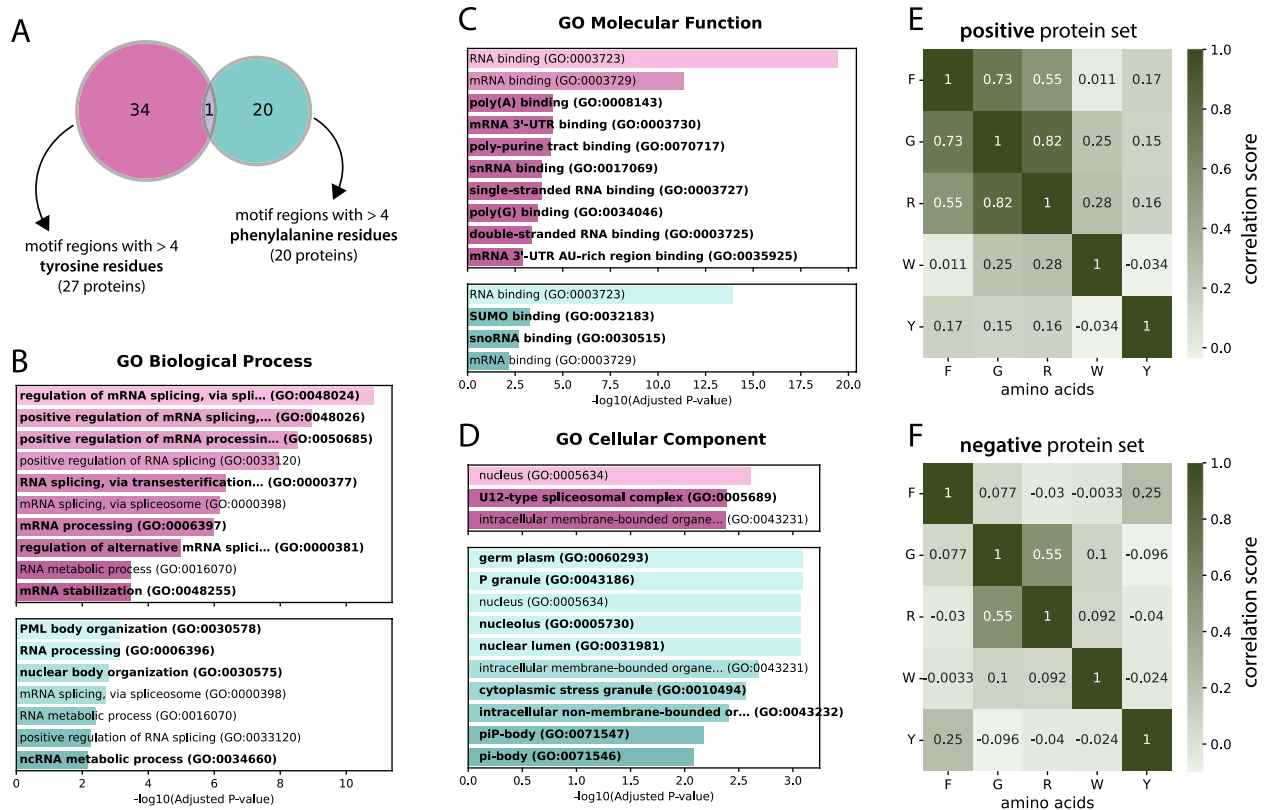 A
34
1
20
motif regions with > 4
tyrosine residues
(27 proteins)
motif regions with > 4
phenylalanine residues
(20 proteins)
B
GO Biological Process
regulation of mRNA splicing, via spli... (GO:0048024)
positive regulation of mRNA splicing,... (GO:0048026)
positive regulation of mRNA processin... (GO:0050685)
positive regulation of RNA splicing (GO:0033120)
RNA splicing, via transesterification... (GO:0000377)
mRNA splicing, via spliceosome (GO:0000398)
mRNA processing (GO:0006397)
regulation of alternative mRNA splici... (GO:0000381)
RNA metabolic process (GO:0016070)
mRNA stabilization (GO:0048255)
PML body organization (GO:0030578)
RNA processing (GO:0006396)
nuclear body organization (GO:0030575)
mRNA splicing, via spliceosome (GO:0000398)
RNA metabolic process (GO:0016070)
positive regulation of RNA splicing (GO:0033120)
ncRNA metabolic process (GO:0034660)
0 2 4 6 8 10
-log10(Adjusted P-value)
C
GO Molecular Function
RNA binding (GO:0003723)
mRNA binding (GO:0003729)
poly(A) binding (GO:0008143)
mRNA 3'-UTR binding (GO:0003730)
poly-purine tract binding (GO:0070717)
snRNA binding (GO:0017069)
single-stranded RNA binding (GO:0003727)
poly(G) binding (GO:0034046)
double-stranded RNA binding (GO:0003725)
mRNA 3'-UTR AU-rich region binding (GO:0035925)
RNA binding (GO:0003723)
SUMO binding (GO:0032183)
snoRNA binding (GO:0030515)
mRNA binding (GO:0003729)
0.0 2.5 5.0 7.5 10.0 12.5 15.0 17.5 20.0
-log10(Adjusted P-value)
D
GO Cellular Component
nucleus (GO:0005634)
U12-type spliceosomal complex (GO:0005689)
intracellular membrane-bounded organe... (GO:0043231)
germ plasm (GO:0060293)
P granule (GO:0043186)
nucleus (GO:0005634)
nucleolus (GO:0005730)
nuclear lumen (GO:0031981)
intracellular membrane-bounded organe... (GO:0043231)
cytoplasmic stress granule (GO:0010494)
intracellular non-membrane-bounded or... (GO:0043232)
piP-body (GO:0071547)
pi-body (GO:0071546)
0.0 0.5 1.0 1.5 2.0 2.5 3.0
-log10(Adjusted P-value)
E
positive protein set
F 1 0.73 0.55 0.011 0.17
G 0.73 1 0.82 0.25 0.15
R 0.55 0.82 1 0.28 0.16
W 0.011 0.25 0.28 1 -0.034
Y 0.17 0.15 0.16 -0.034 1
F G R W Y
amino acids
1.0
0.8
0.6
0.4
0.2
0.0
correlation score
F
negative protein set
F 1 0.077 -0.03 -0.0033 0.25
G 0.077 1 0.55 0.1 -0.096
R -0.03 0.55 1 0.092 -0.04
W -0.0033 0.1 0.092 1 -0.024
Y 0.25 -0.096 -0.04 -0.024 1
F G R W Y
amino acids
1.0
0.8
0.6
0.4
0.2
0.0
correlation score